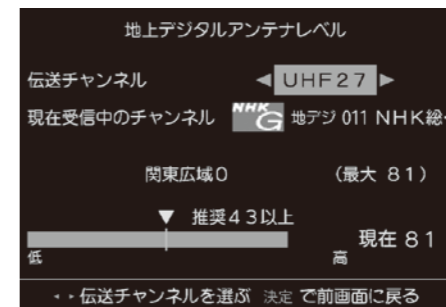 地上デジタルアンテナレベル
伝送チャンネル ◀ UHF27 ▶
現在受信中のチャンネル NHK G 地デジ 011 NHK総
関東広域0 (最大 81)
▼ 推奨43以上
現在 81
低 高
伝送チャンネルを選ぶ 決定 で前画面に戻る